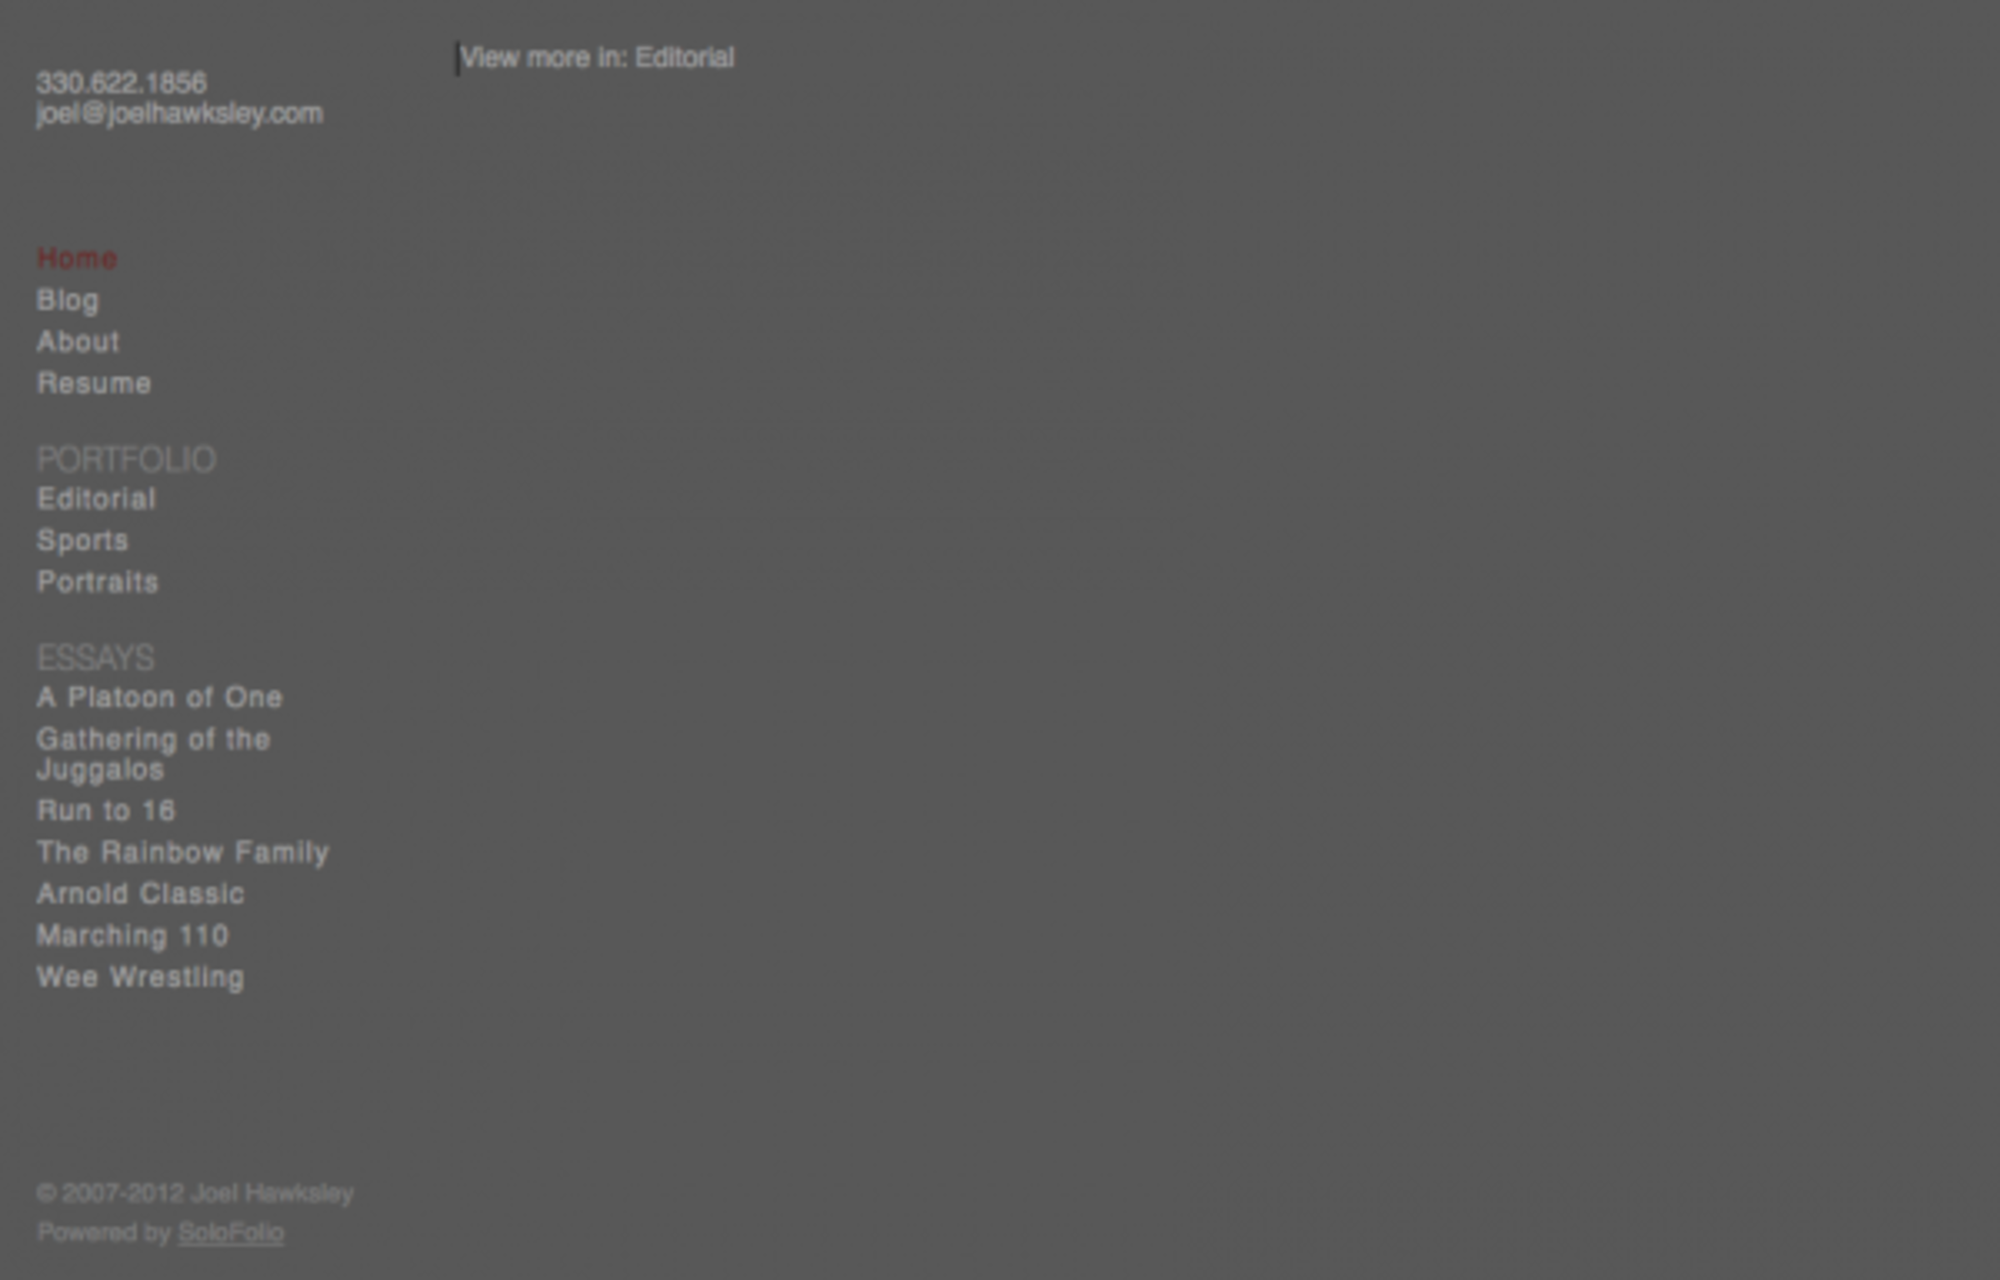 330.622.1856
joel@joelhawksley.com
Home
Blog
About
Resume
PORTFOLIO
Editorial
Sports
Portraits
ESSAYS
A Platoon of One
Gathering of the
Juggalos
Run to 16
The Rainbow Family
Arnold Classic
Marching 110
Wee Wrestling
© 2007-2012 Joel Hawksley
Powered by SoloFolio
View more in: Editorial